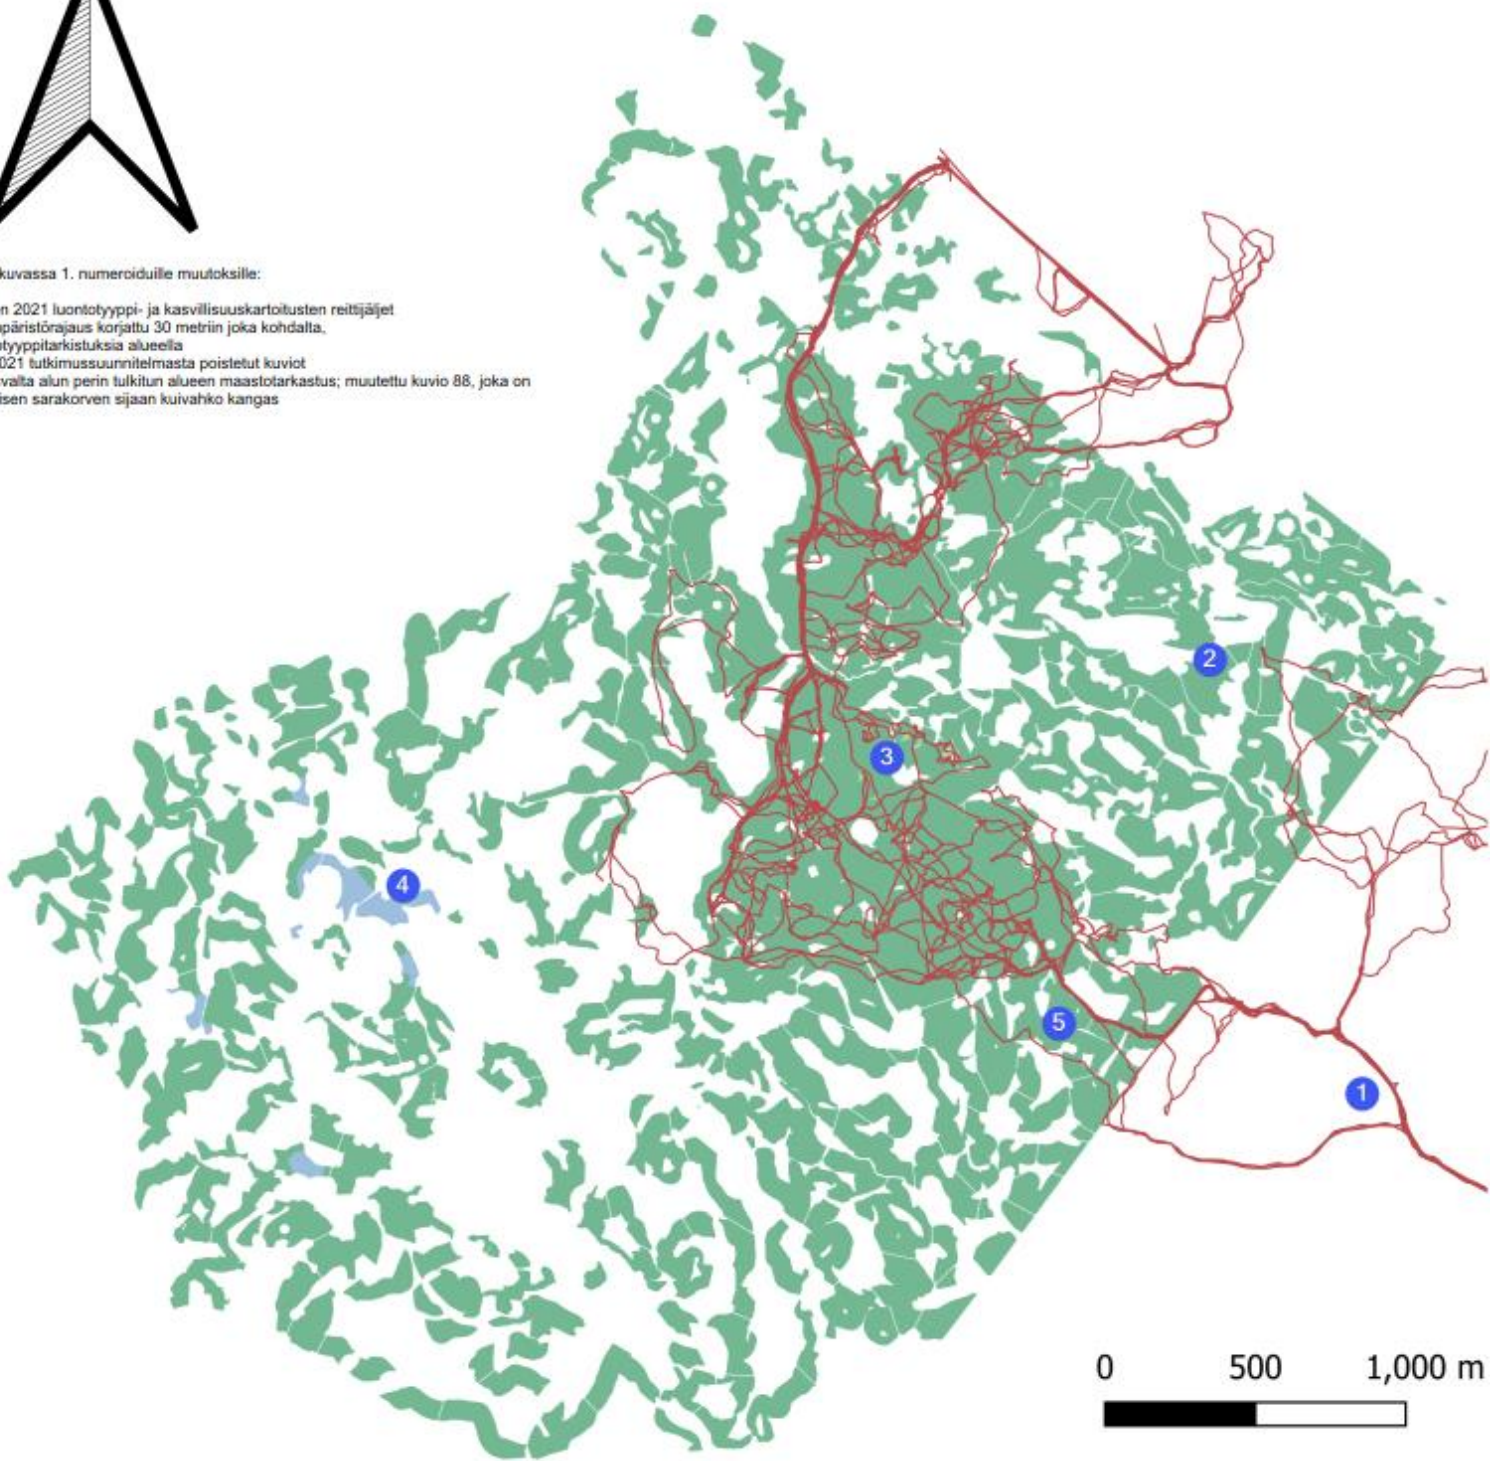 kuvassa 1. numeroiduille muutoksille:
n 2021 luontotyyppi- ja kasvillisuuskartoitusten reittijäljet
päristörajaus korjattu 30 metriin joka kohdalta,
tyyppitarkistuksia alueella
021 tutkimussuunnitelmasta poistetut kuviot
valta alun perin tulkitun alueen maastotarkastus; muutettu kuvio 88, joka on
isen sarakorven sijaan kuivahko kangas
2
3
4
5
1
0 500 1,000 m